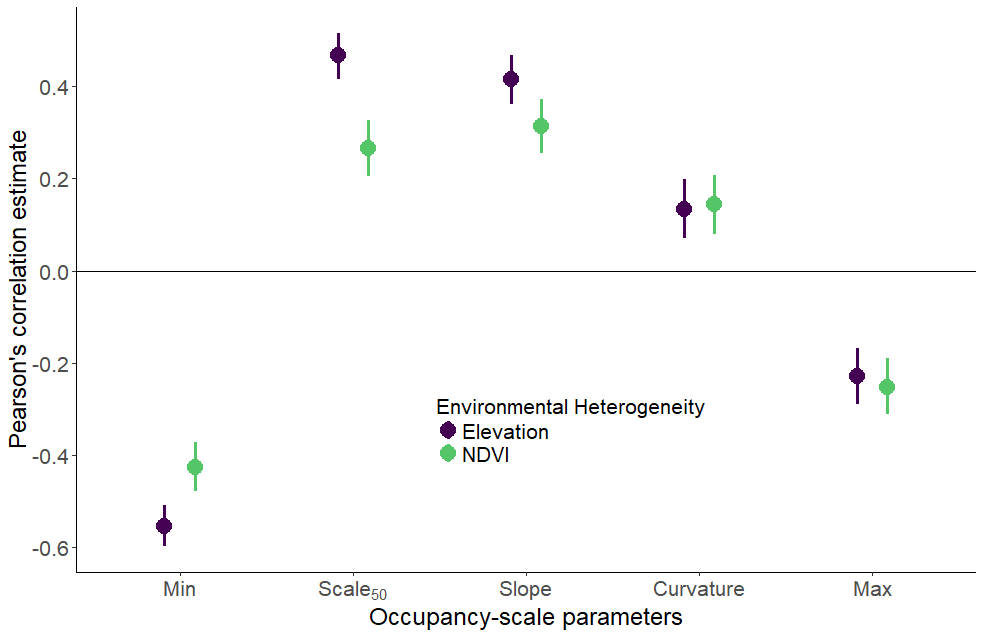 Pearson's correlation estimate
0.4
0.2
0.0
-0.2
-0.4
-0.6
Environmental Heterogeneity
Elevation
NDVI
Min Scale50 Slope Curvature Max
Occupancy-scale parameters